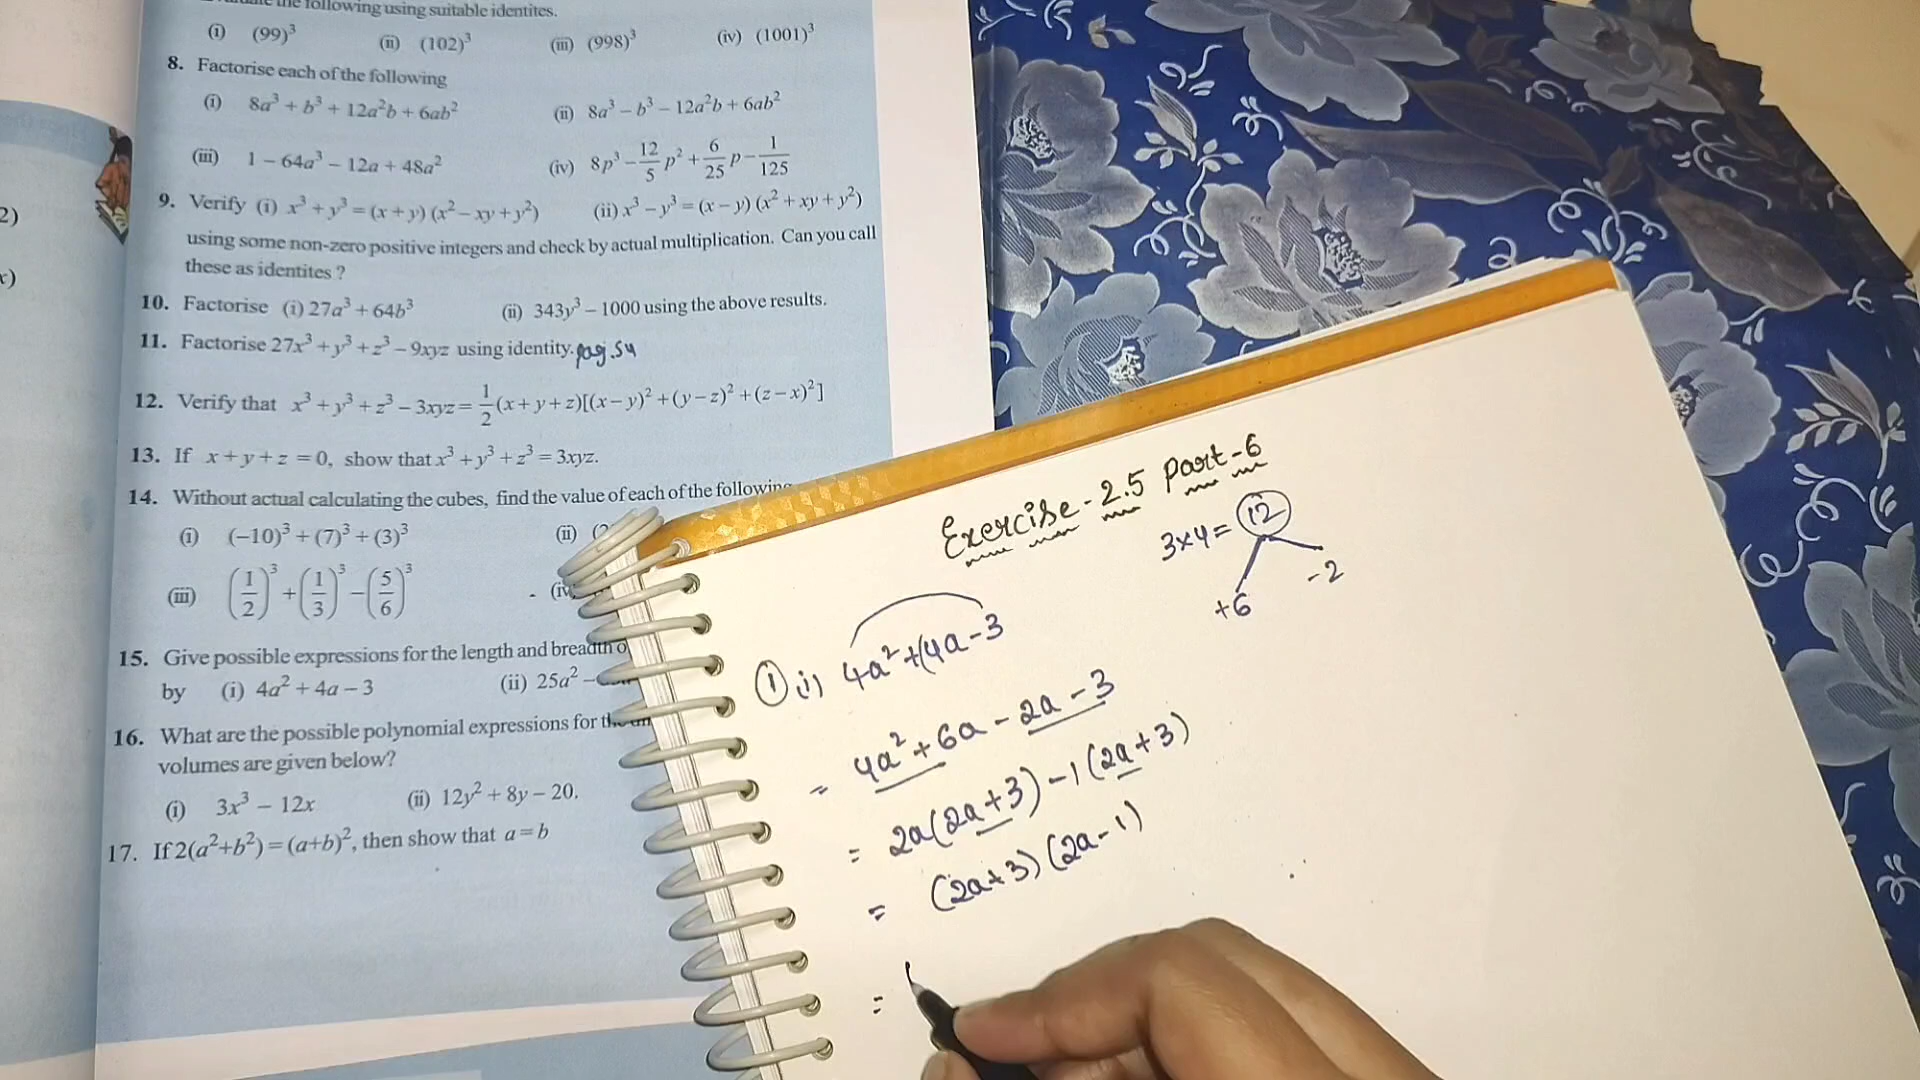 the following using suitable identites.
(i) (99)³ (ii) (102)³ (iii) (998)³ (iv) (1001)³
8. Factorise each of the following
(i) 8a³ + b³ + 12a²b + 6ab² (ii) 8a³ – b³ – 12a²b + 6ab²
(iii) 1 – 64a³ – 12a + 48a² (iv) 8p³ – 12/5 p² + 6/25 p – 1/125
9. Verify (i) x³ + y³ = (x + y) (x² – xy + y²) (ii) x³ – y³ = (x – y) (x² + xy + y²)
using some non-zero positive integers and check by actual multiplication. Can you call
these as identites ?
10. Factorise (i) 27a³ + 64b³ (ii) 343y³ – 1000 using the above results.
11. Factorise 27x³ + y³ + z³ – 9xyz using identity. pag.54
12. Verify that x³ + y³ + z³ – 3xyz = 1/2 (x + y + z)[(x – y)² + (y – z)² + (z – x)²]
13. If x + y + z = 0, show that x³ + y³ + z³ = 3xyz.
14. Without actual calculating the cubes, find the value of each of the following
(i) (–10)³ + (7)³ + (3)³ (ii)
(iii) (1/2)³ + (1/3)³ – (5/6)³ (iv
15. Give possible expressions for the length and breadth o
by (i) 4a² + 4a – 3 (ii) 25a² –
16. What are the possible polynomial expressions for the
volumes are given below?
(i) 3x³ – 12x (ii) 12y² + 8y – 20.
17. If 2(a²+b²) = (a+b)², then show that a = b
2)
x)
Exercise - 2.5 Part - 6
3×4 = 12
+6 -2
① i) 4a² + (4a - 3
= 4a² + 6a - 2a - 3
= 2a(2a + 3) - 1 (2a + 3)
= (2a + 3) (2a - 1)
=